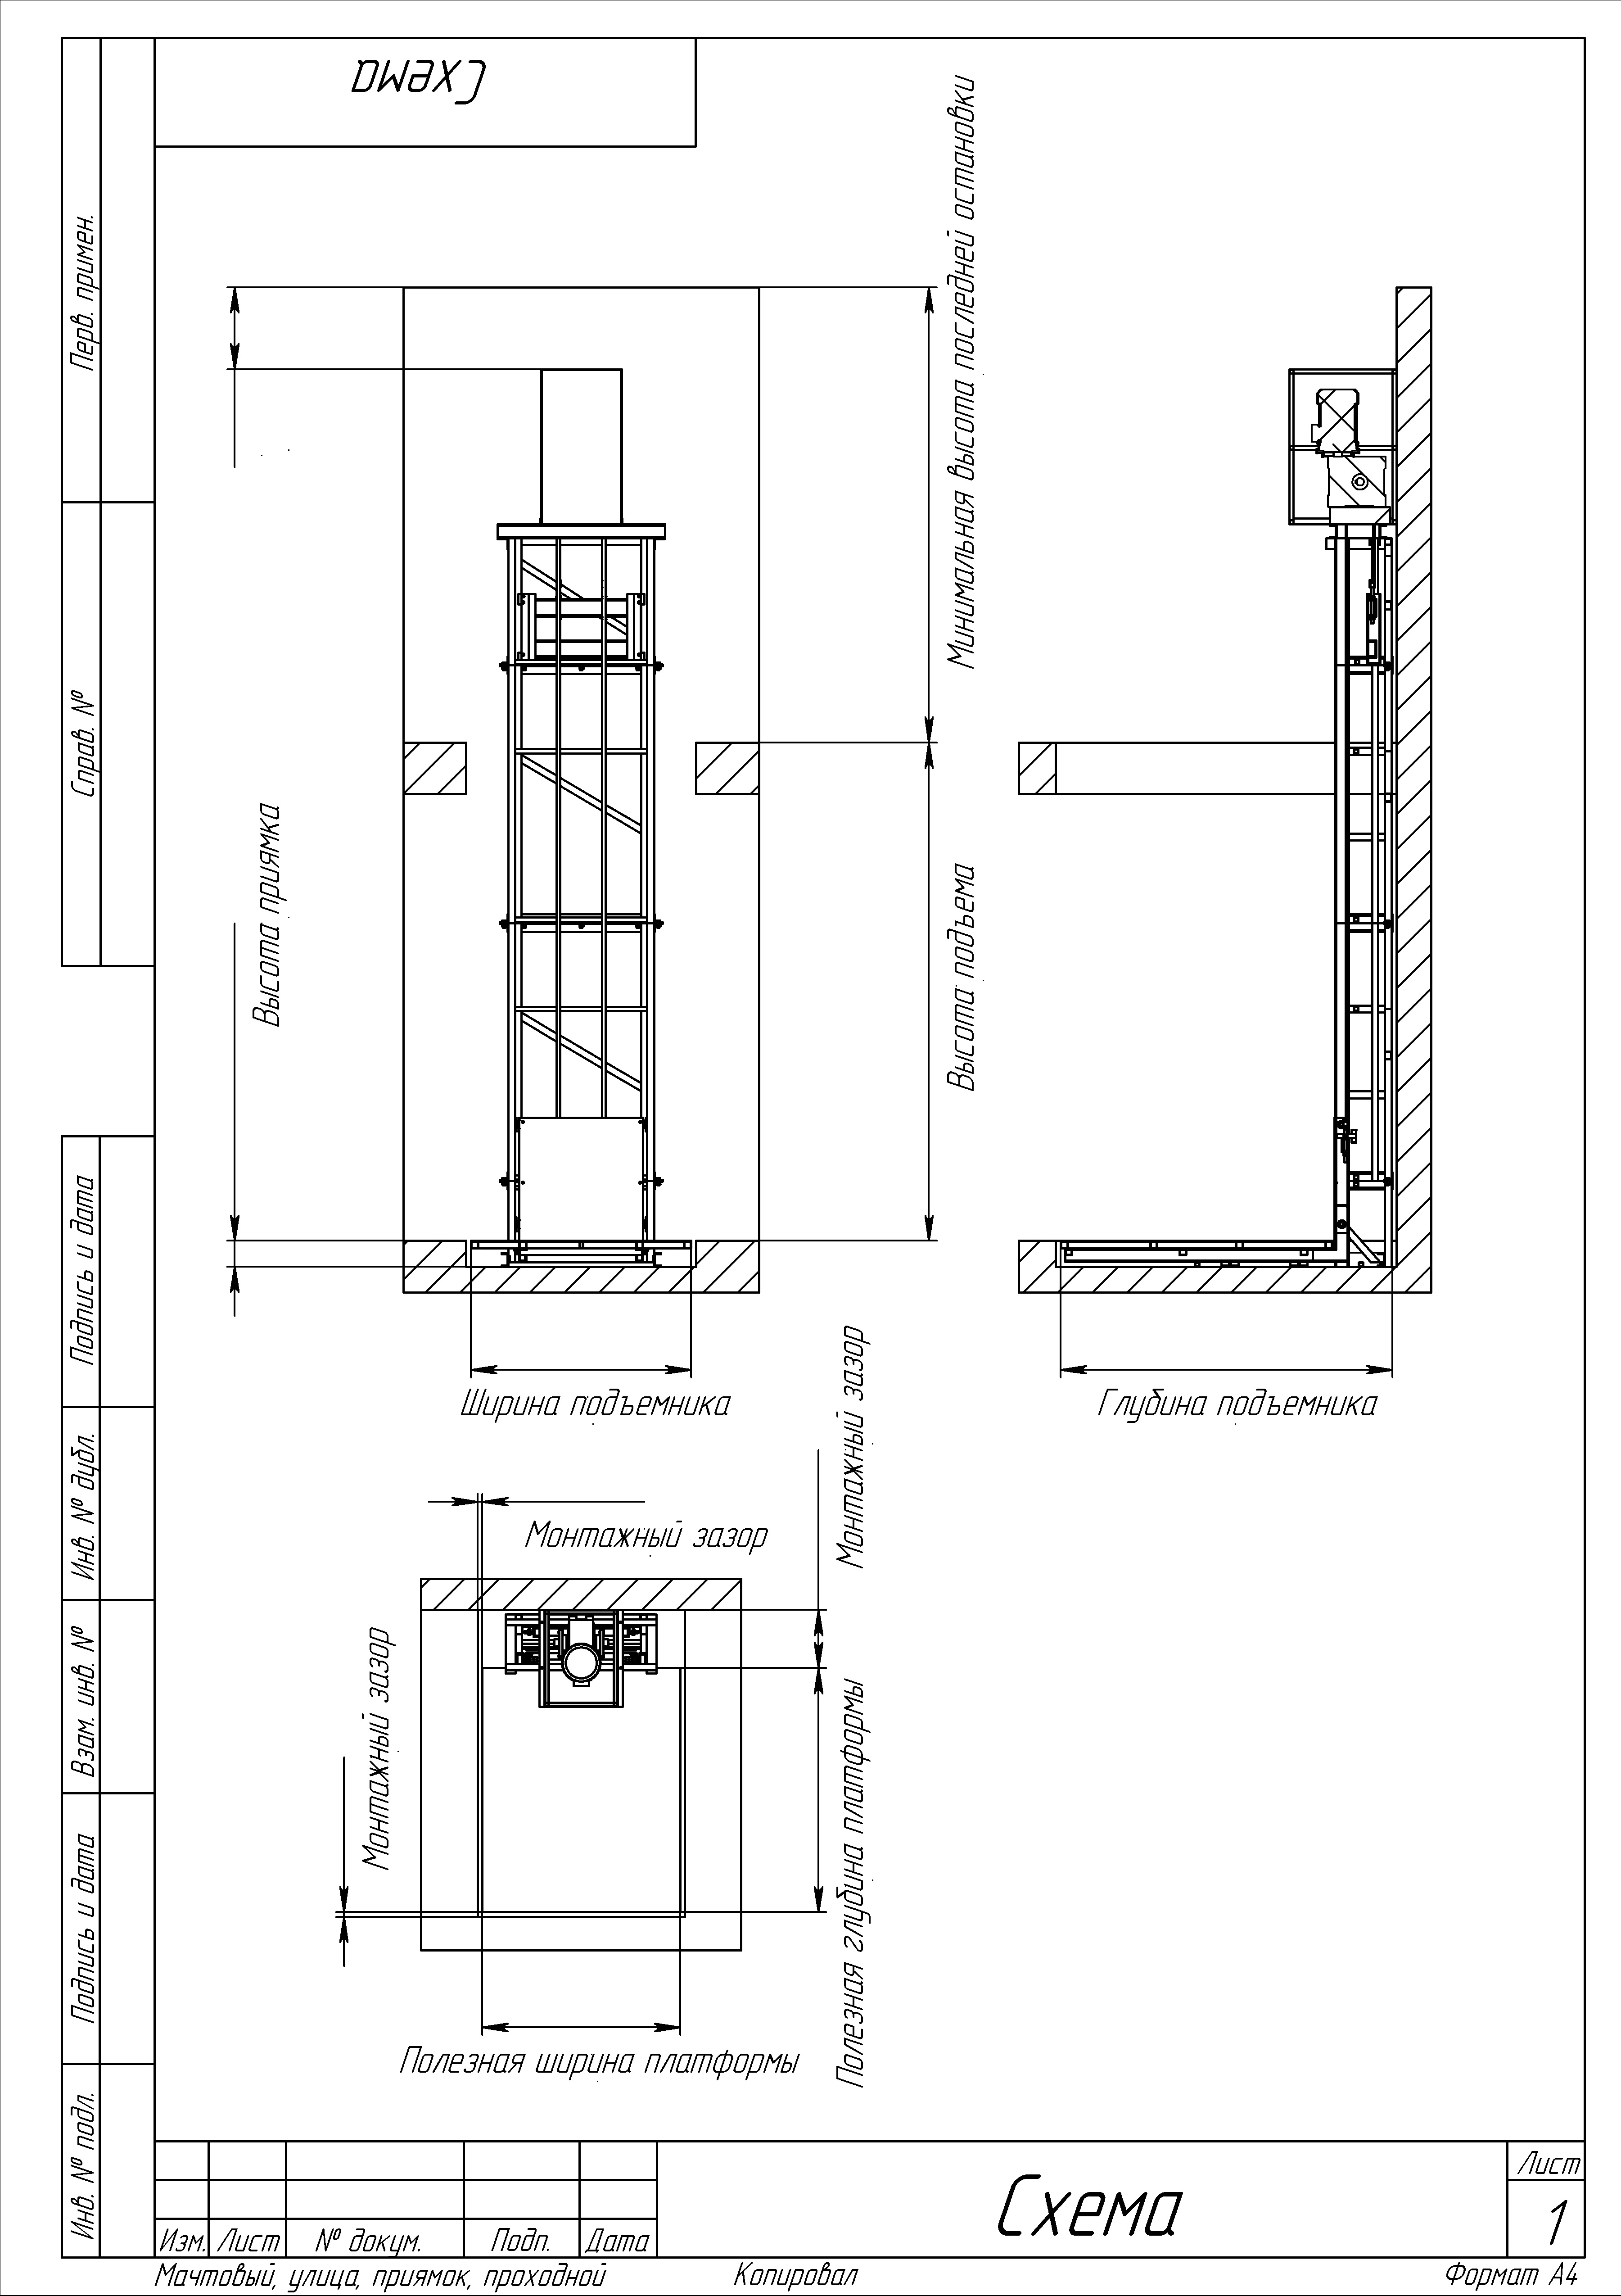 Схема
Перв. примен.
Справ. №
Минимальная высота последней остановки
Высота приямка
Высота подъема
Подпись и дата
Ширина подъемника
Глубина подъемника
Инв. № дубл.
Монтажный зазор
Монтажный зазор
Взам. инв. №
Монтажный зазор
Полезная глубина платформы
Подпись и дата
Полезная ширина платформы
Инв. № подл.
Лист
Схема
1
Изм. Лист № докум. Подп. Дата
Мачтовый, улица, приямок, проходной Копировал Формат А4